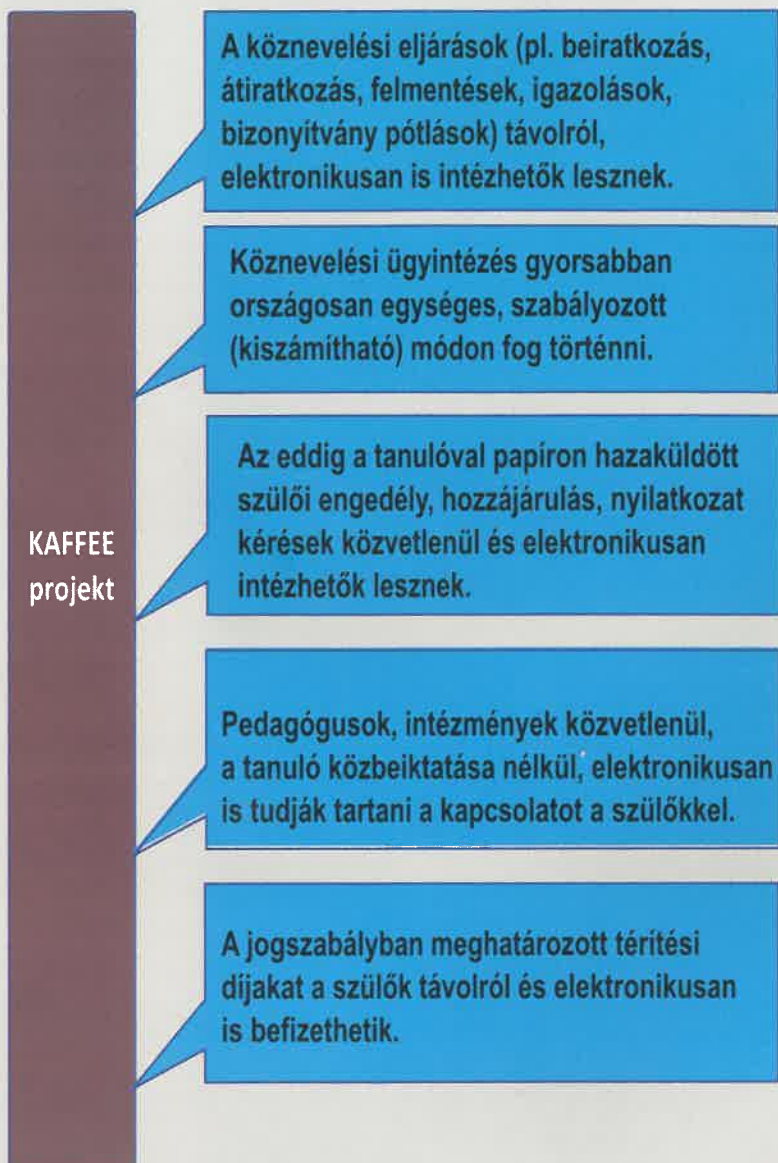 A köznevelési eljárások (pl. beiratkozás,
átiratkozás, felmentések, igazolások,
bizonyítvány pótlások) távolról,
elektronikusan is intézhetők lesznek.
Köznevelési ügyintézés gyorsabban
országosan egységes, szabályozott
(kiszámítható) módon fog történni.
Az eddig a tanulóval papíron hazaküldött
szülői engedély, hozzájárulás, nyilatkozat
kérések közvetlenül és elektronikusan
intézhetők lesznek.
KAFFEE
projekt
Pedagógusok, intézmények közvetlenül,
a tanuló közbeiktatása nélkül, elektronikusan
is tudják tartani a kapcsolatot a szülőkkel.
A jogszabályban meghatározott térítési
díjakat a szülők távolról és elektronikusan
is befizethetik.